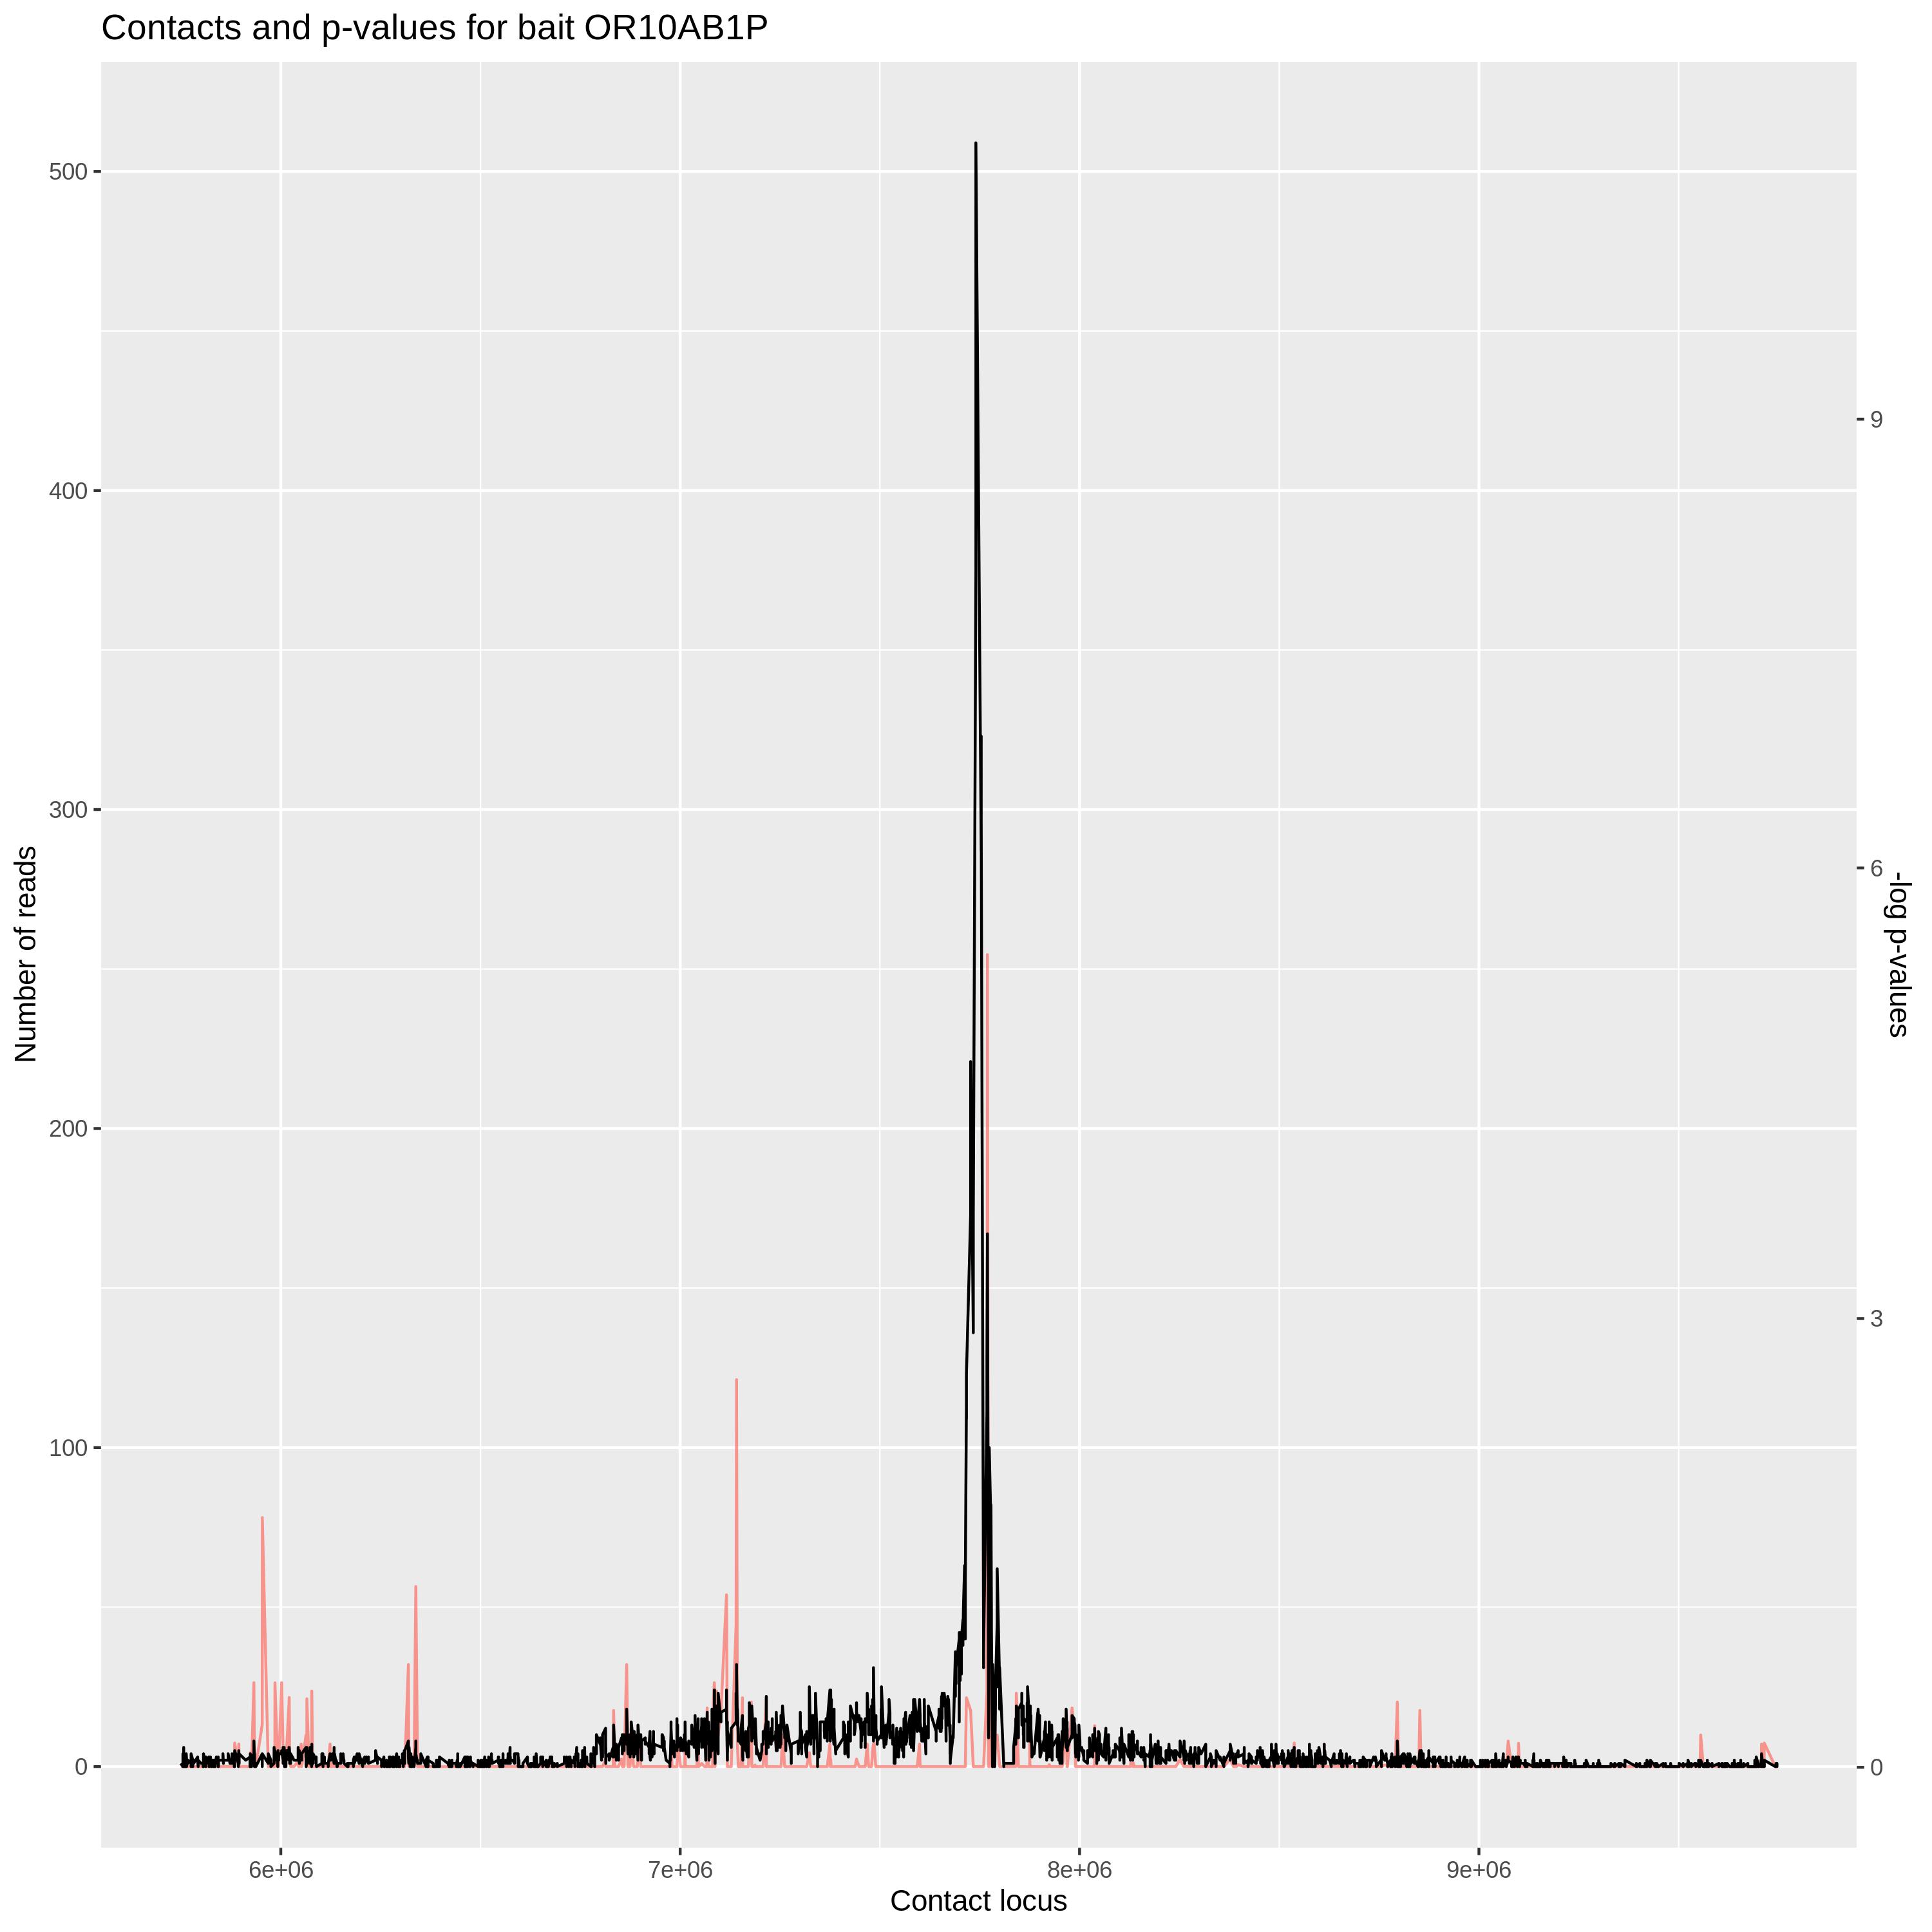 Contacts and p-values for bait OR10AB1P
500
400
300
200
100
0
Number of reads
9
6
3
0
-log p-values
6e+06
7e+06
8e+06
9e+06
Contact locus